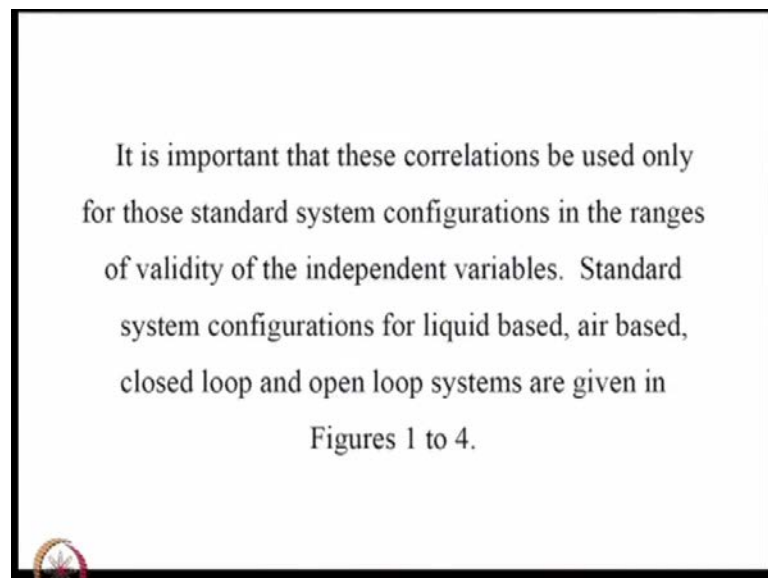 It is important that these correlations be used only
for those standard system configurations in the ranges
of validity of the independent variables. Standard
system configurations for liquid based, air based,
closed loop and open loop systems are given in
Figures 1 to 4.